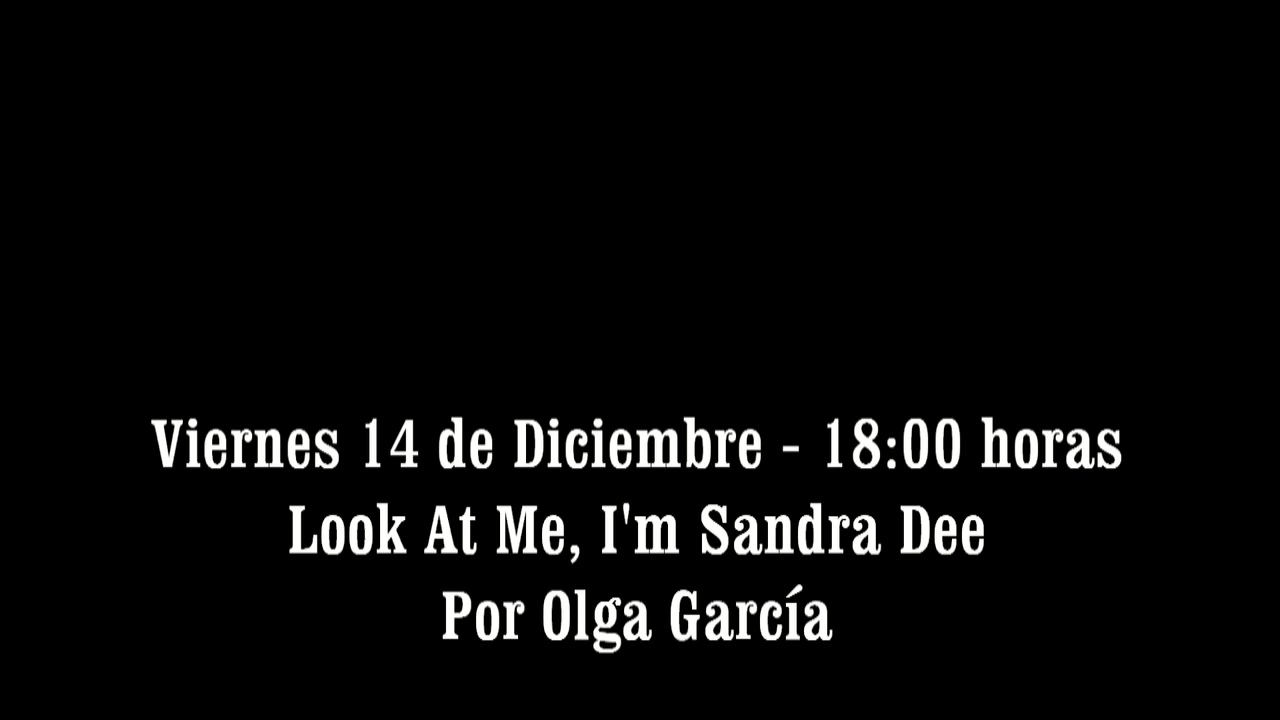 Viernes 14 de Diciembre - 18:00 horas
Look At Me, I'm Sandra Dee
Por Olga García